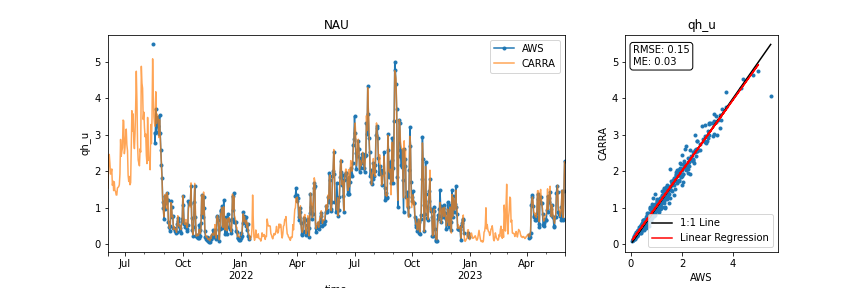 NAU
qh_u
5
4
3
2
1
0
qh_u
AWS
CARRA
Jul
Oct
Jan
2022
Apr
Jul
Oct
Jan
2023
Apr
time
RMSE: 0.15
ME: 0.03
5
4
3
2
1
0
CARRA
1:1 Line
Linear Regression
0
2
4
AWS